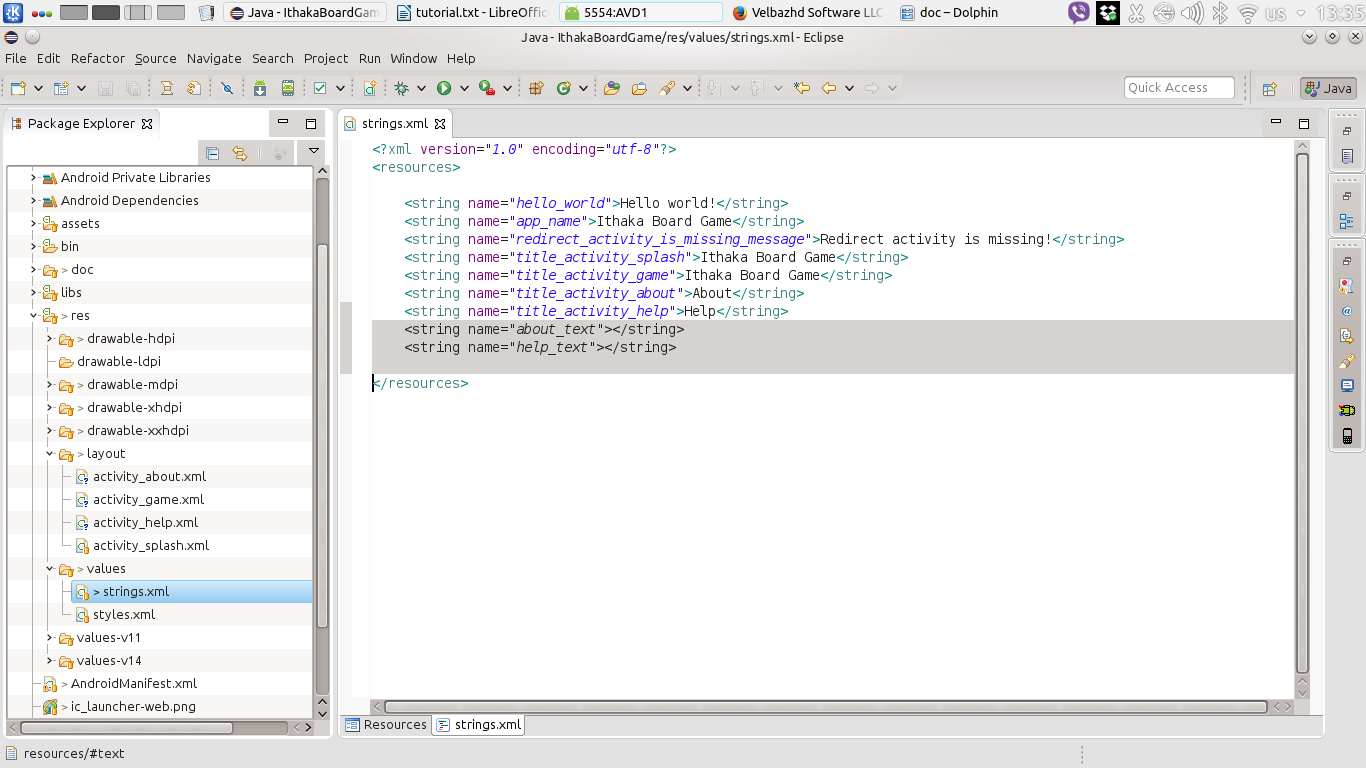 Java - IthakaBoardGam
tutorial.txt - LibreOffic
5554:AVD1
Velbazhd Software LLC
doc – Dolphin
us
13:35
Java - IthakaBoardGame/res/values/strings.xml - Eclipse
File Edit Refactor Source Navigate Search Project Run Window Help
Quick Access
Java
Package Explorer
Android Private Libraries
Android Dependencies
assets
bin
> doc
libs
> res
> drawable-hdpi
drawable-ldpi
> drawable-mdpi
> drawable-xhdpi
> drawable-xxhdpi
> layout
activity_about.xml
activity_game.xml
activity_help.xml
activity_splash.xml
> values
> strings.xml
styles.xml
values-v11
values-v14
> AndroidManifest.xml
> ic_launcher-web.png
strings.xml
<?xml version="1.0" encoding="utf-8"?>
<resources>
<string name="hello_world">Hello world!</string>
<string name="app_name">Ithaka Board Game</string>
<string name="redirect_activity_is_missing_message">Redirect activity is missing!</string>
<string name="title_activity_splash">Ithaka Board Game</string>
<string name="title_activity_game">Ithaka Board Game</string>
<string name="title_activity_about">About</string>
<string name="title_activity_help">Help</string>
<string name="about_text"></string>
<string name="help_text"></string>
</resources>
Resources
strings.xml
resources/#text